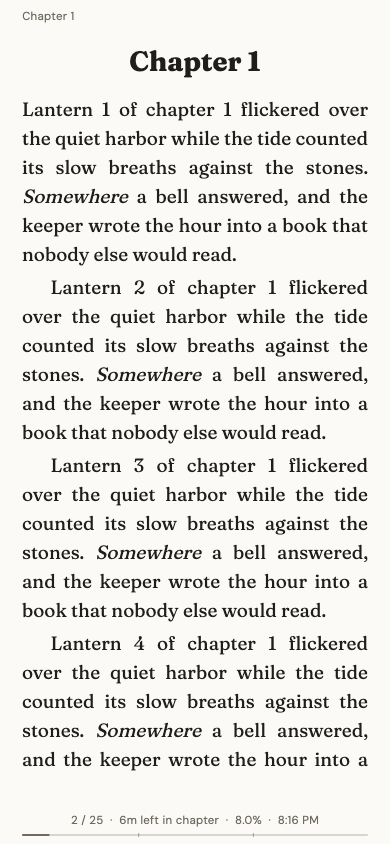 Chapter 1
Chapter 1
Lantern 1 of chapter 1 flickered over
the quiet harbor while the tide counted
its slow breaths against the stones.
Somewhere a bell answered, and the
keeper wrote the hour into a book that
nobody else would read.
Lantern 2 of chapter 1 flickered
over the quiet harbor while the tide
counted its slow breaths against the
stones. Somewhere a bell answered,
and the keeper wrote the hour into a
book that nobody else would read.
Lantern 3 of chapter 1 flickered
over the quiet harbor while the tide
counted its slow breaths against the
stones. Somewhere a bell answered,
and the keeper wrote the hour into a
book that nobody else would read.
Lantern 4 of chapter 1 flickered
over the quiet harbor while the tide
counted its slow breaths against the
stones. Somewhere a bell answered,
and the keeper wrote the hour into a
2 / 25 · 6m left in chapter · 8.0% · 8:16 PM